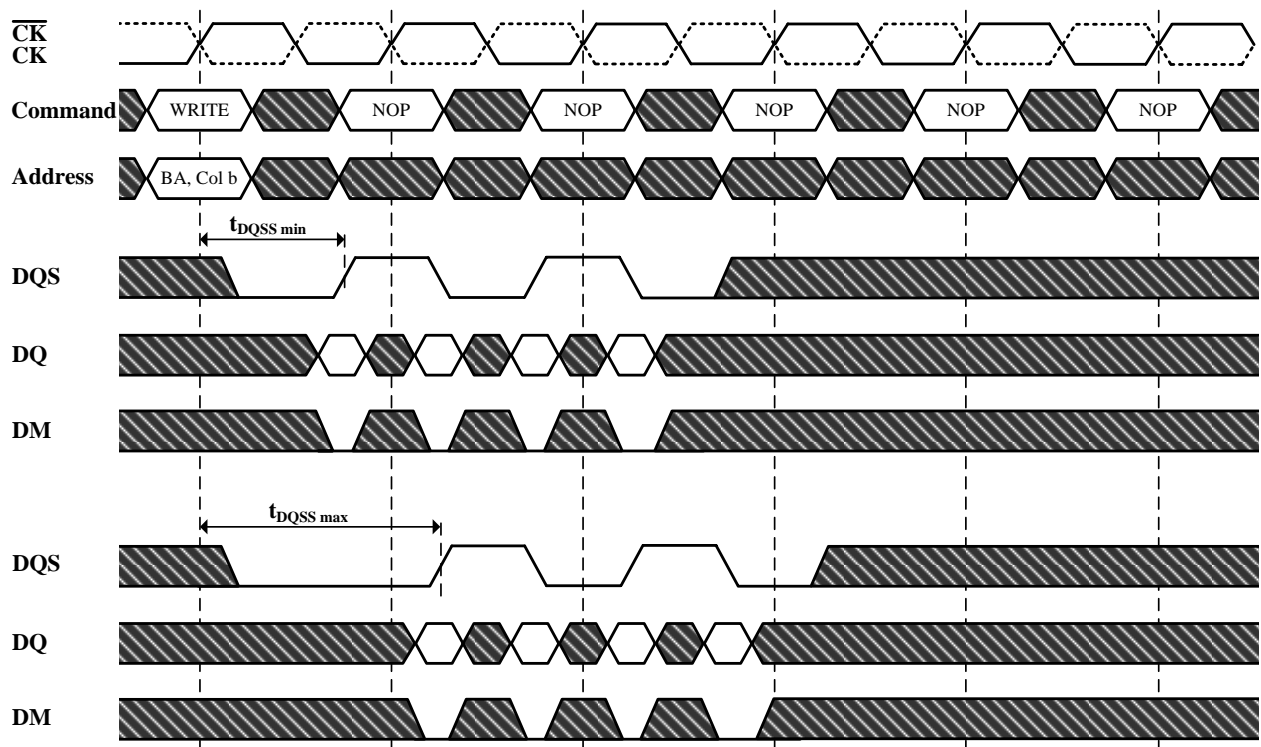 CK
CK
Command WRITE NOP NOP NOP NOP NOP
Address BA, Col b
tDQSS min
DQS
DQ
DM
tDQSS max
DQS
DQ
DM